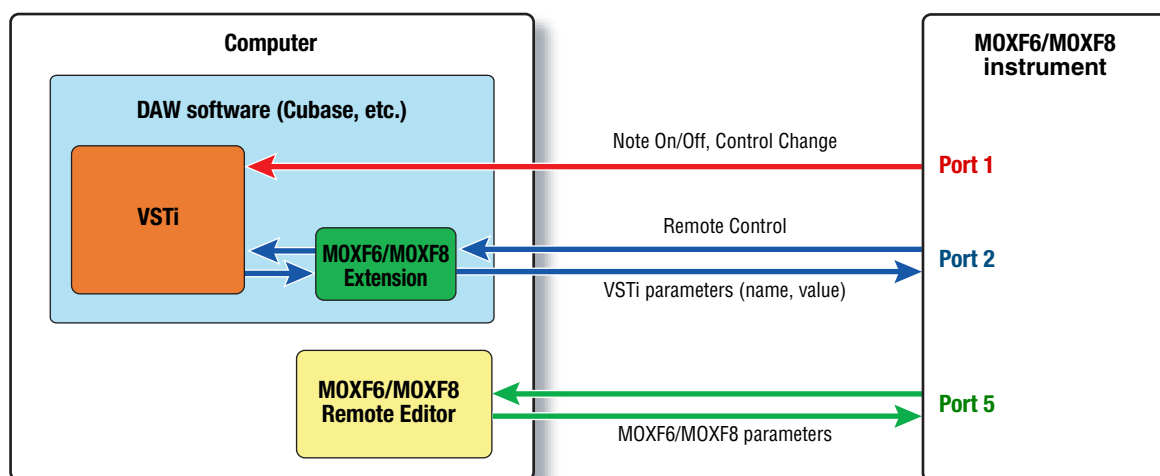 Computer
MOXF6/MOXF8
instrument
DAW software (Cubase, etc.)
Note On/Off, Control Change
Port 1
VSTi
Remote Control
MOXF6/MOXF8
Extension
Port 2
VSTi parameters (name, value)
MOXF6/MOXF8
Remote Editor
Port 5
MOXF6/MOXF8 parameters